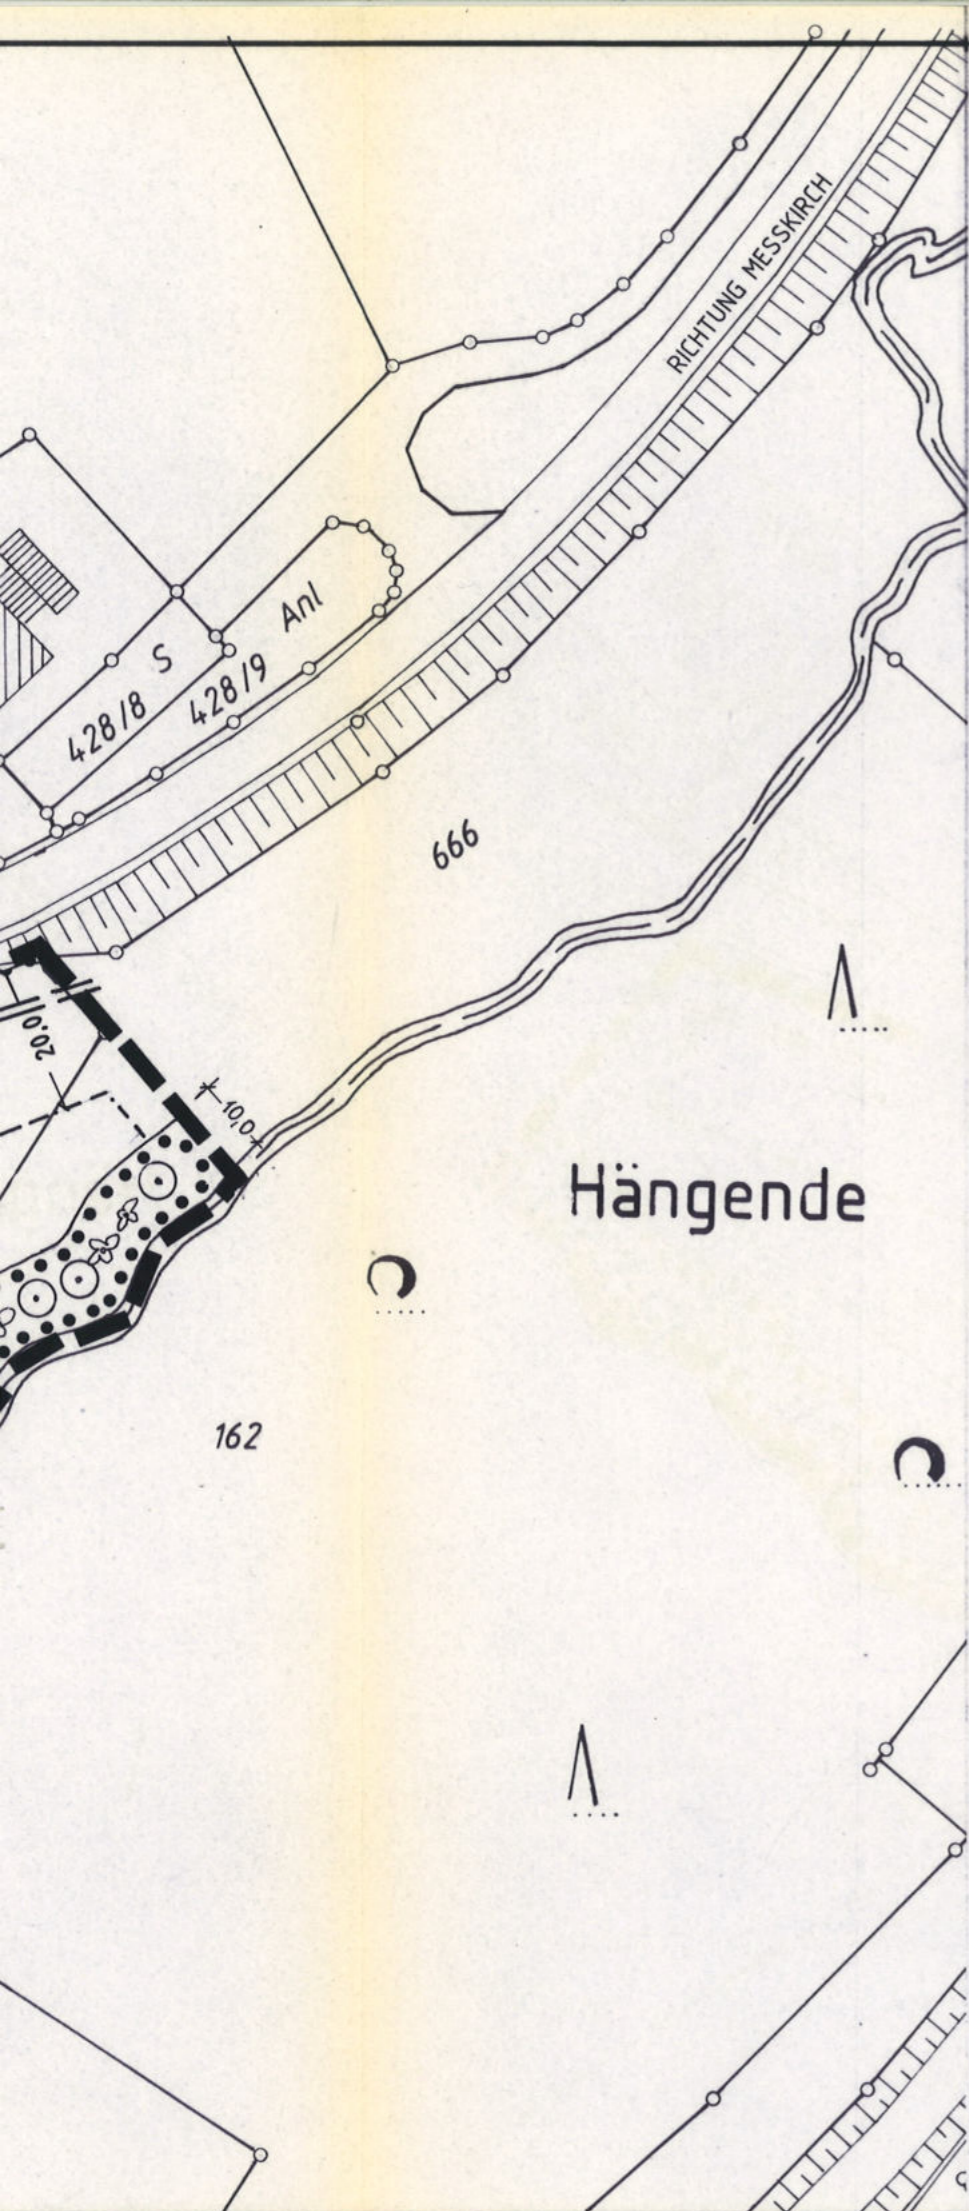 RICHTUNG MESSKIRCH
Anl
S
428/8
428/9
666
20.0
10,0
Hängende
162